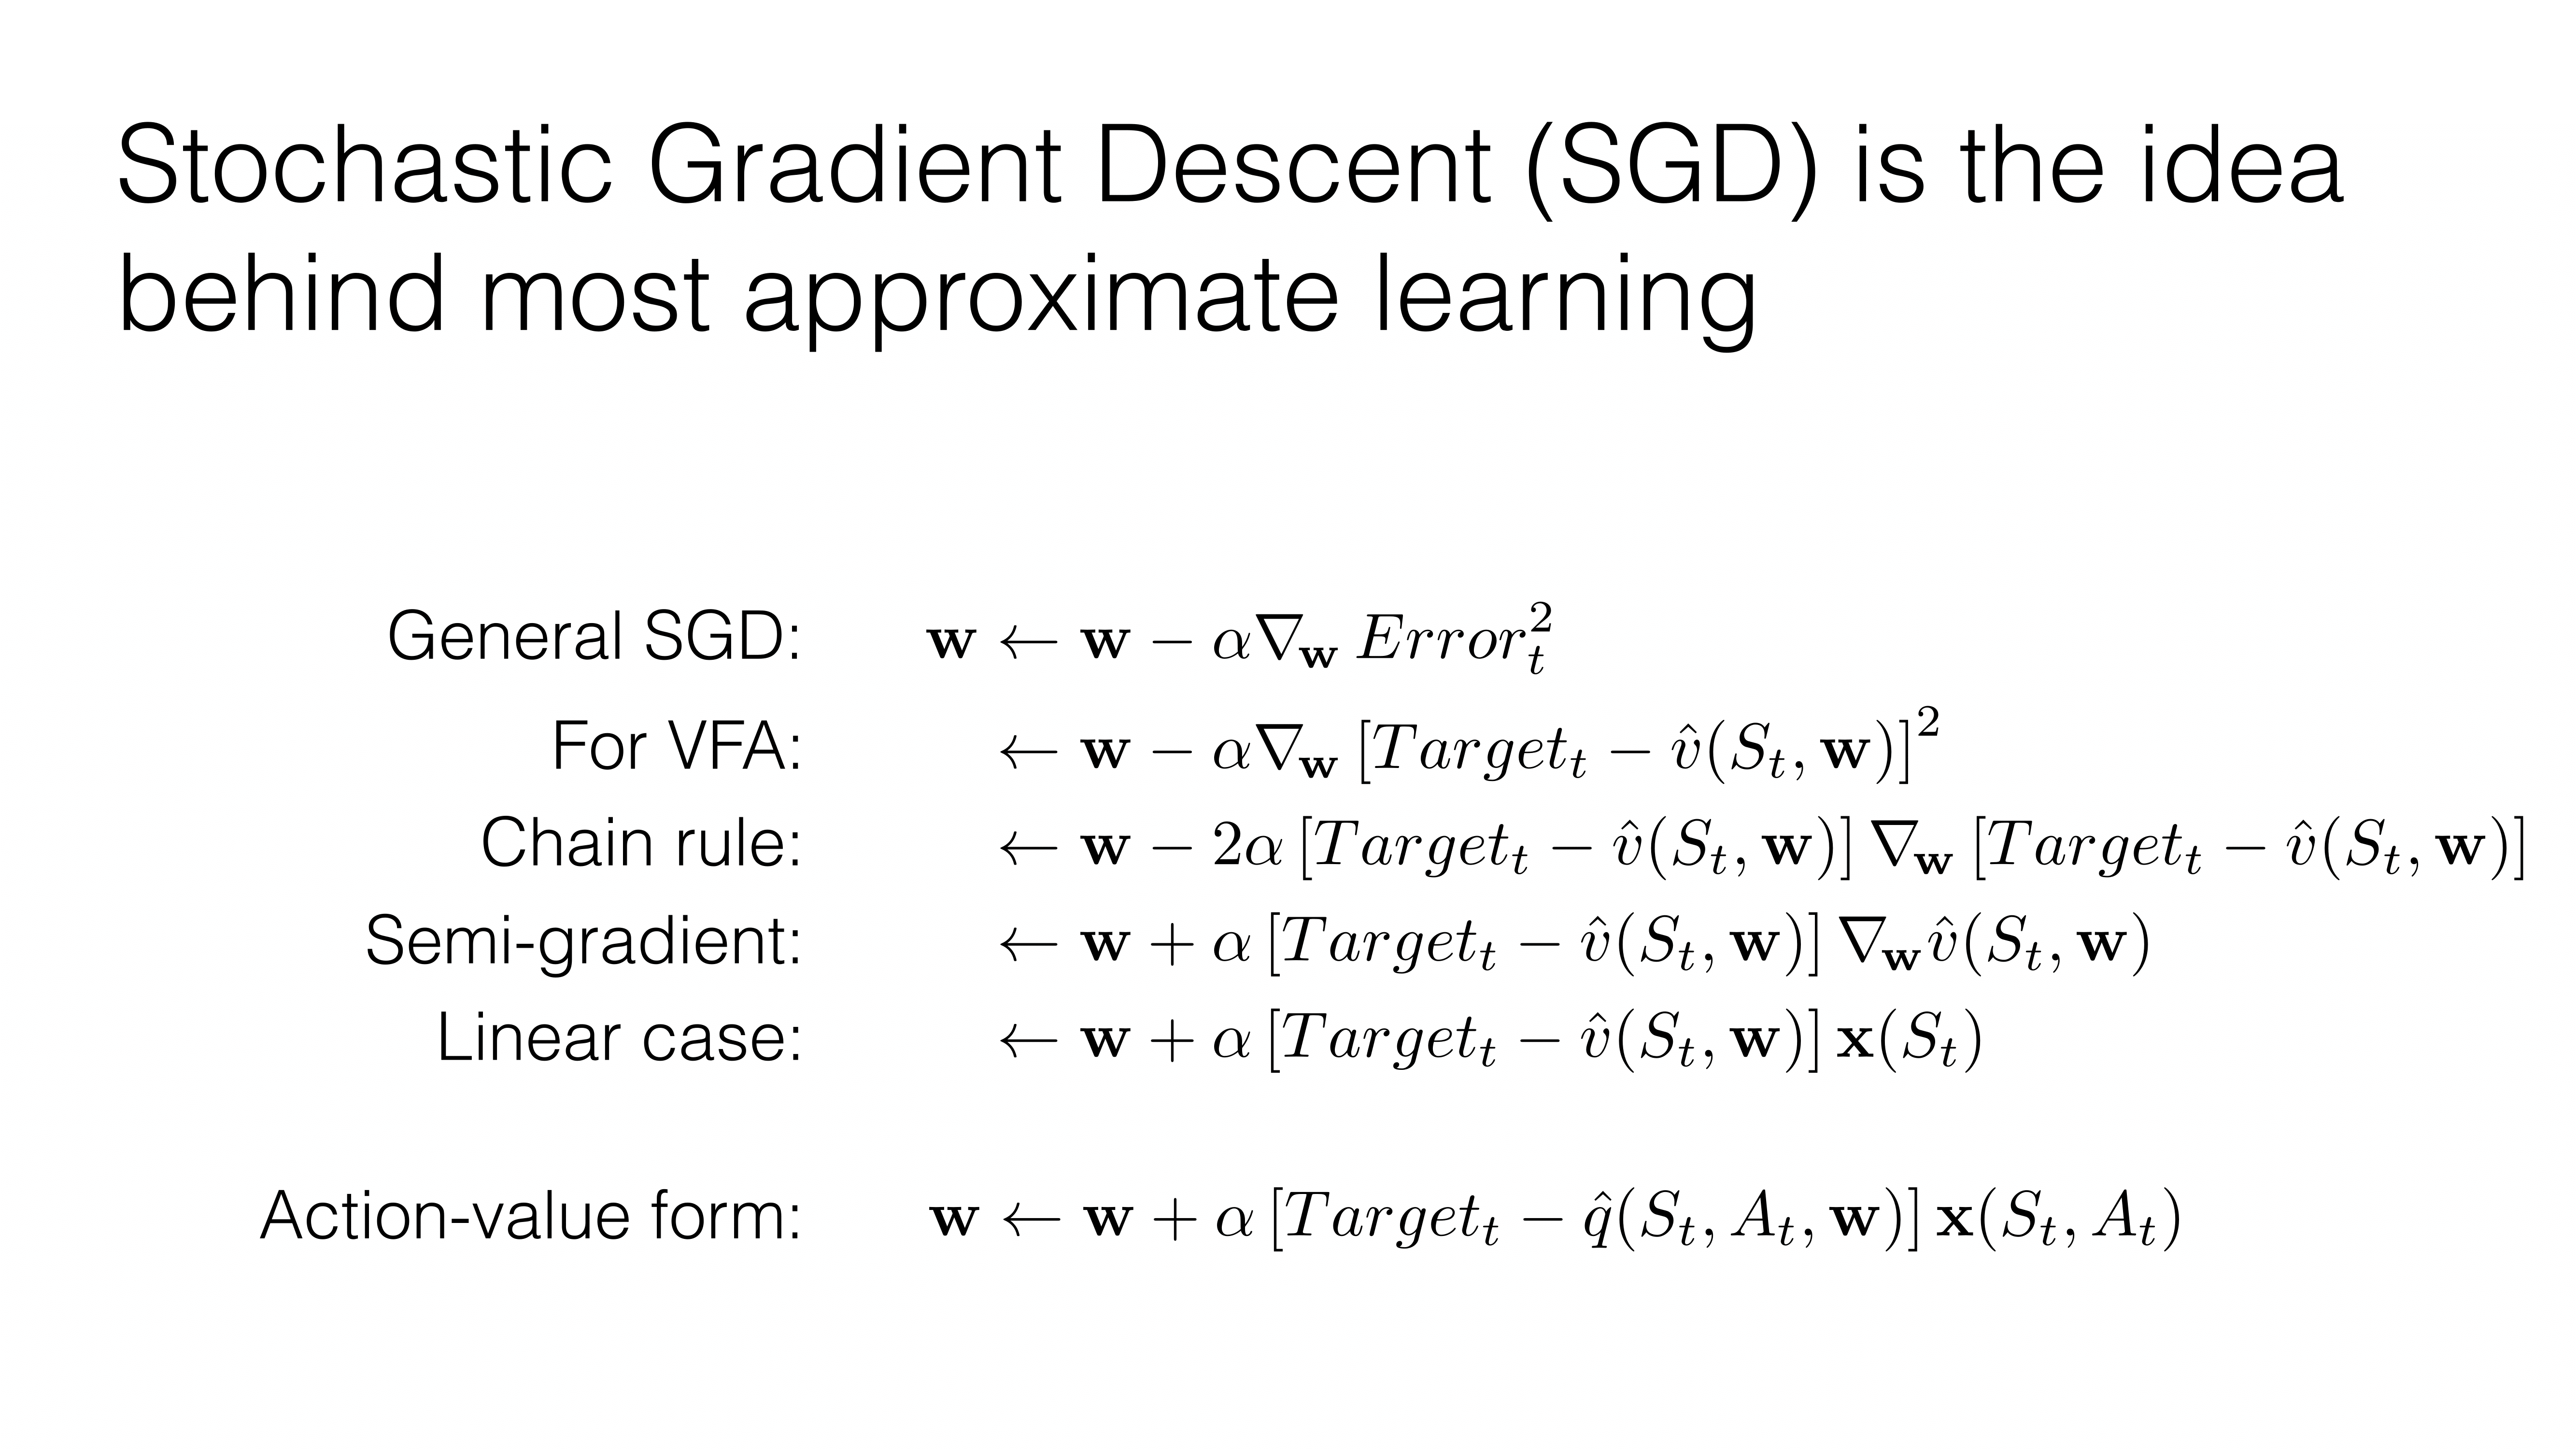 Stochastic Gradient Descent (SGD) is the idea
behind most approximate learning
General SGD: $\mathbf{w} \leftarrow \mathbf{w} - \alpha \nabla_{\mathbf{w}} \, Error_t^2$
For VFA: $\leftarrow \mathbf{w} - \alpha \nabla_{\mathbf{w}} \left[ Target_t - \hat{v}(S_t, \mathbf{w}) \right]^2$
Chain rule: $\leftarrow \mathbf{w} - 2\alpha \left[ Target_t - \hat{v}(S_t, \mathbf{w}) \right] \nabla_{\mathbf{w}} \left[ Target_t - \hat{v}(S_t, \mathbf{w}) \right]$
Semi-gradient: $\leftarrow \mathbf{w} + \alpha \left[ Target_t - \hat{v}(S_t, \mathbf{w}) \right] \nabla_{\mathbf{w}} \hat{v}(S_t, \mathbf{w})$
Linear case: $\leftarrow \mathbf{w} + \alpha \left[ Target_t - \hat{v}(S_t, \mathbf{w}) \right] \mathbf{x}(S_t)$
Action-value form: $\mathbf{w} \leftarrow \mathbf{w} + \alpha \left[ Target_t - \hat{q}(S_t, A_t, \mathbf{w}) \right] \mathbf{x}(S_t, A_t)$